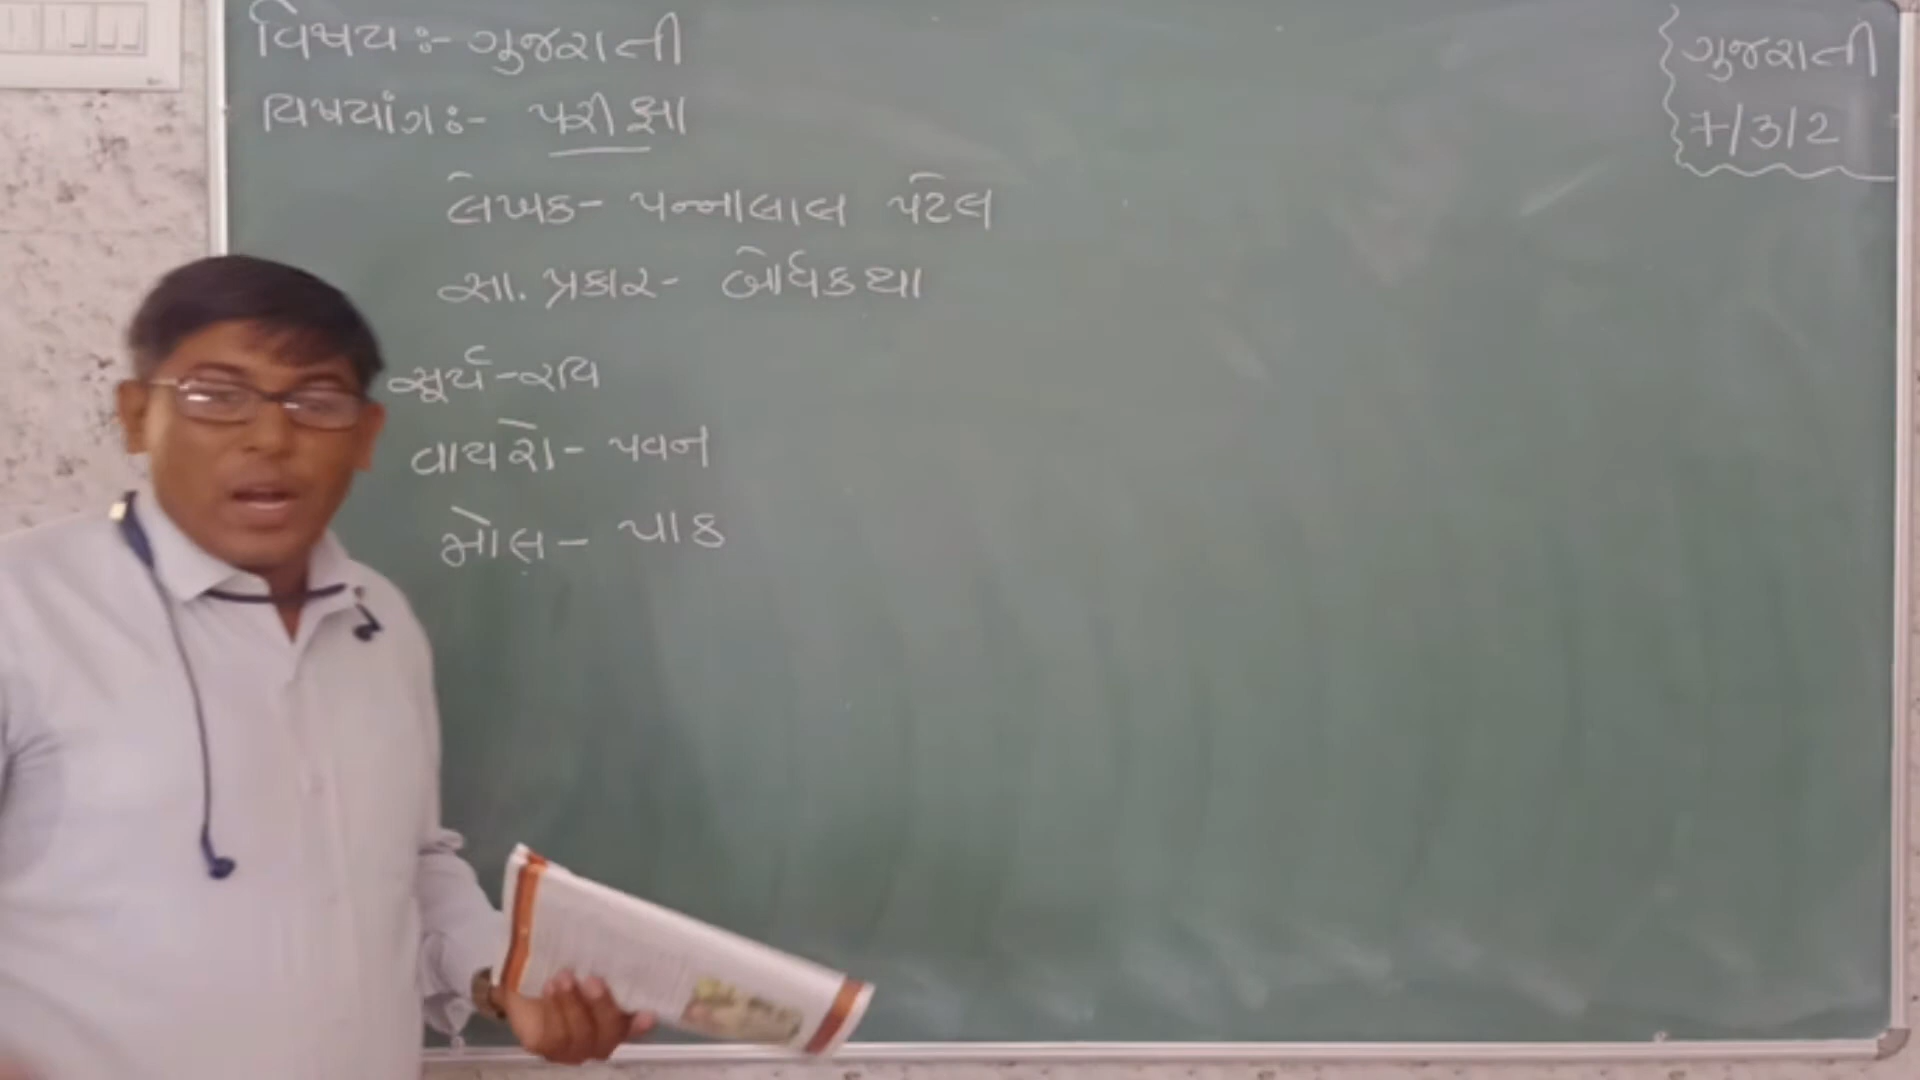 વિષય:- ગુજરાતી
વિષયાંગ:- પરીક્ષા
લેખક- પન્નાલાલ પટેલ
સા. પ્રકાર- બોધકથા
સૂર્ય-રવિ
વાયરો- પવન
મોલ- પાક
ગુજરાતી
7/3/2